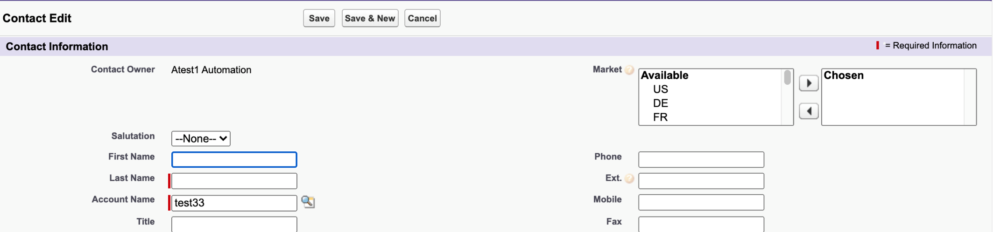 Contact Edit
Save
Save & New
Cancel
Contact Information
= Required Information
Contact Owner
Atest1 Automation
Market
?
Available
US
DE
FR
Chosen
Salutation
--None--
First Name
Phone
Last Name
Ext.
?
Account Name
test33
Mobile
Title
Fax